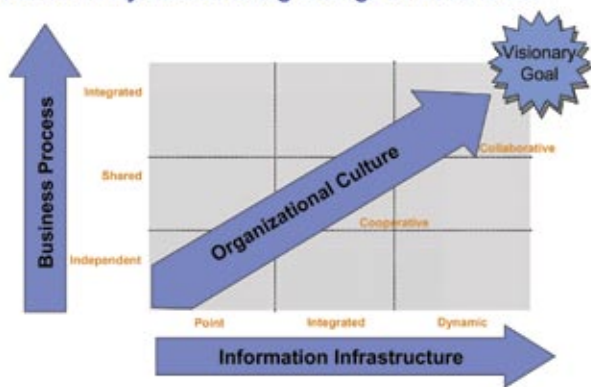 Visionary
Goal
Integrated
Business Process
Collaborative
Shared
Organizational Culture
Cooperative
Independent
Point Integrated Dynamic
Information Infrastructure